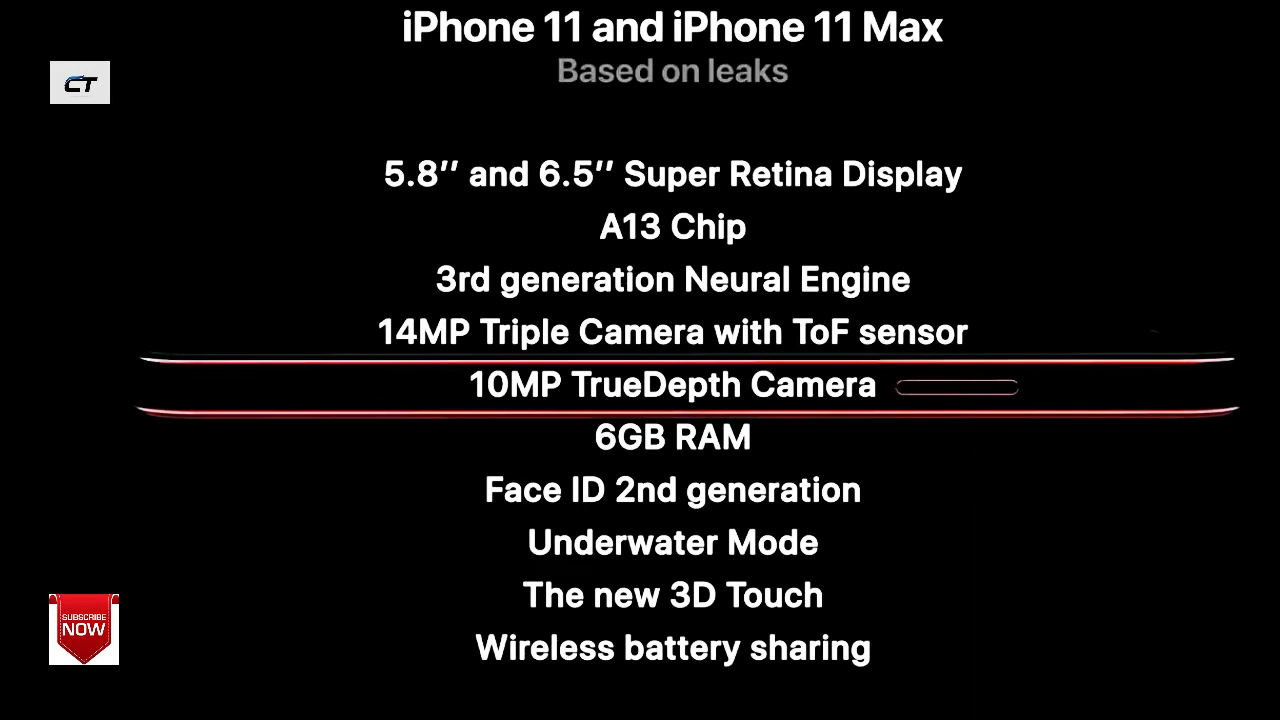 iPhone 11 and iPhone 11 Max
Based on leaks
CT
5.8″ and 6.5″ Super Retina Display
A13 Chip
3rd generation Neural Engine
14MP Triple Camera with ToF sensor
10MP TrueDepth Camera
6GB RAM
Face ID 2nd generation
Underwater Mode
The new 3D Touch
Wireless battery sharing
SUBSCRIBE
NOW